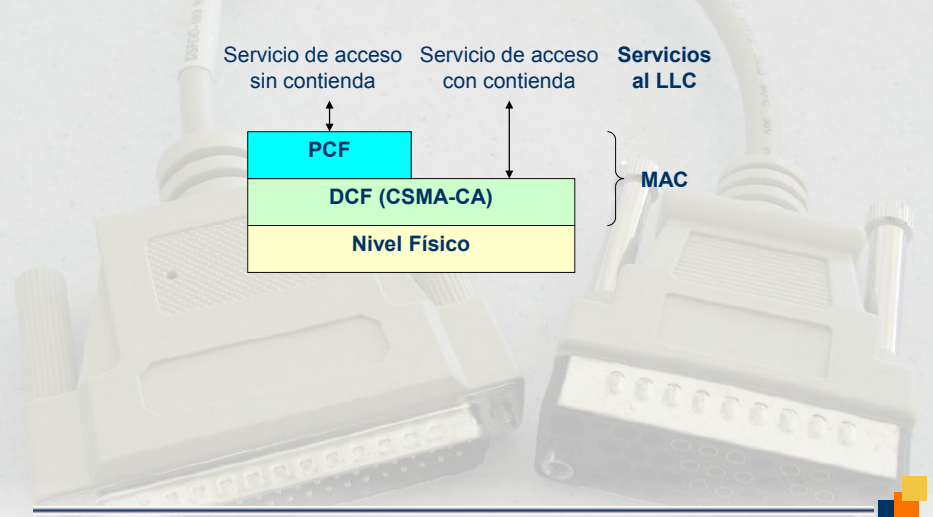 Servicio de acceso
sin contienda
Servicio de acceso
con contienda
Servicios
al LLC
PCF
MAC
DCF (CSMA-CA)
Nivel Físico